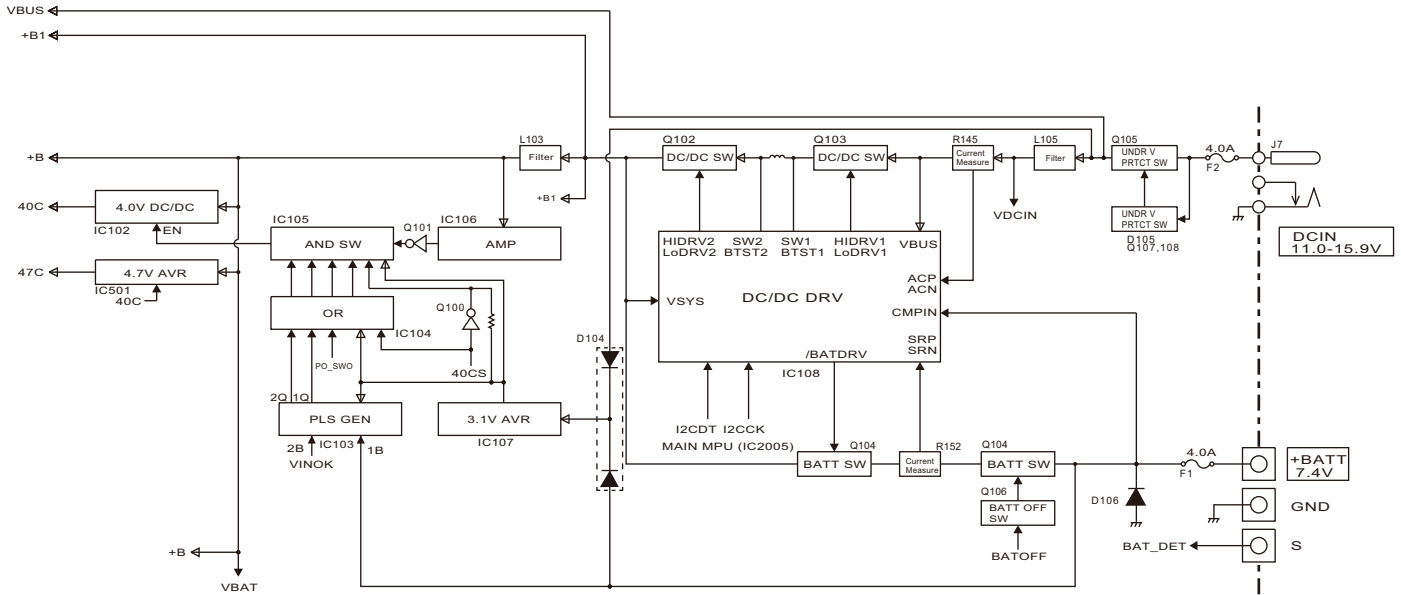 VBUS
+B1
+B
L103
Filter
Q102
DC/DC SW
Q103
DC/DC SW
R145
Current
Measure
L105
Filter
Q105
UNDR V
PRTCT SW
4.0A
F2
J7
+B1
VDCIN
UNDR V
PRTCT SW
D105
Q107,108
DCIN
11.0-15.9V
40C
4.0V DC/DC
IC102
EN
IC105
AND SW
Q101
IC106
AMP
HIDRV2
LoDRV2
SW2
BTST2
SW1
BTST1
HIDRV1
LoDRV1
VBUS
47C
4.7V AVR
IC501
40C
ACP
ACN
VSYS
DC/DC DRV
CMPIN
OR
IC104
Q100
D104
SRP
SRN
/BATDRV
IC108
PO_SWO
40CS
2Q
1Q
PLS GEN
IC103
2B
1B
VINOK
3.1V AVR
IC107
I2CDT
I2CCK
MAIN MPU (IC2005)
Q104
BATT SW
R152
Current
Measure
Q104
BATT SW
4.0A
F1
+BATT
7.4V
Q106
BATT OFF
SW
D106
GND
BATOFF
BAT_DET
S
+B
VBAT